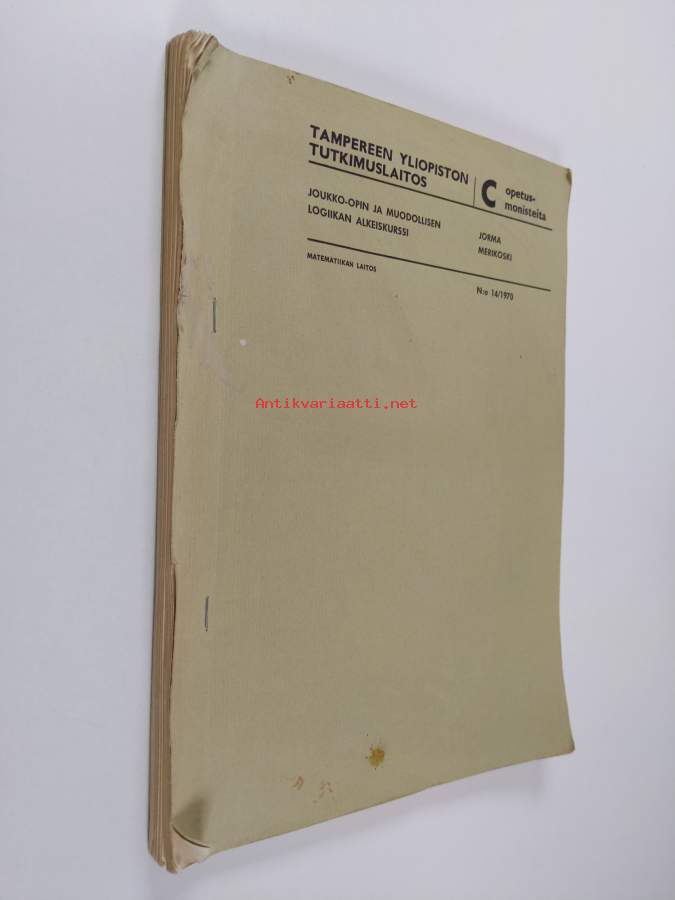 TAMPEREEN YLIOPISTON
TUTKIMUSLAITOS
C
opetus-
monisteita
JOUKKO-OPIN JA MUODOLLISEN
LOGIIKAN ALKEISKURSSI
JORMA
MERIKOSKI
MATEMATIIKAN LAITOS
N:o 14/1970
Antikvariaatti.net